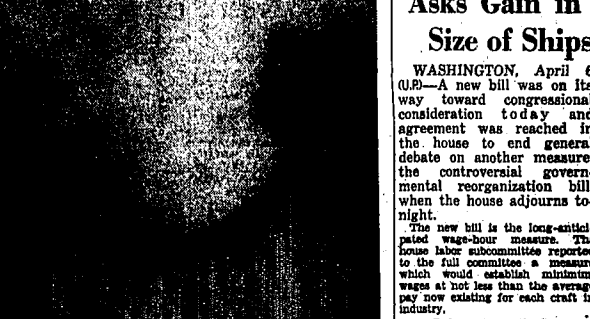 Asks Gain in
Size of Ships
WASHINGTON, April 6
(U.P.)—A new bill was on its
way toward congressional
consideration today and
agreement was reached in
the house to end general
debate on another measure,
the controversial govern-
mental reorganization bill
when the house adjourns to-
night.
The new bill is the long-antici-
pated wage-hour measure. The
house labor subcommittee reported
to the full committee a measure
which would establish minimum
wages at not less than the average
pay now existing for each craft in
industry.